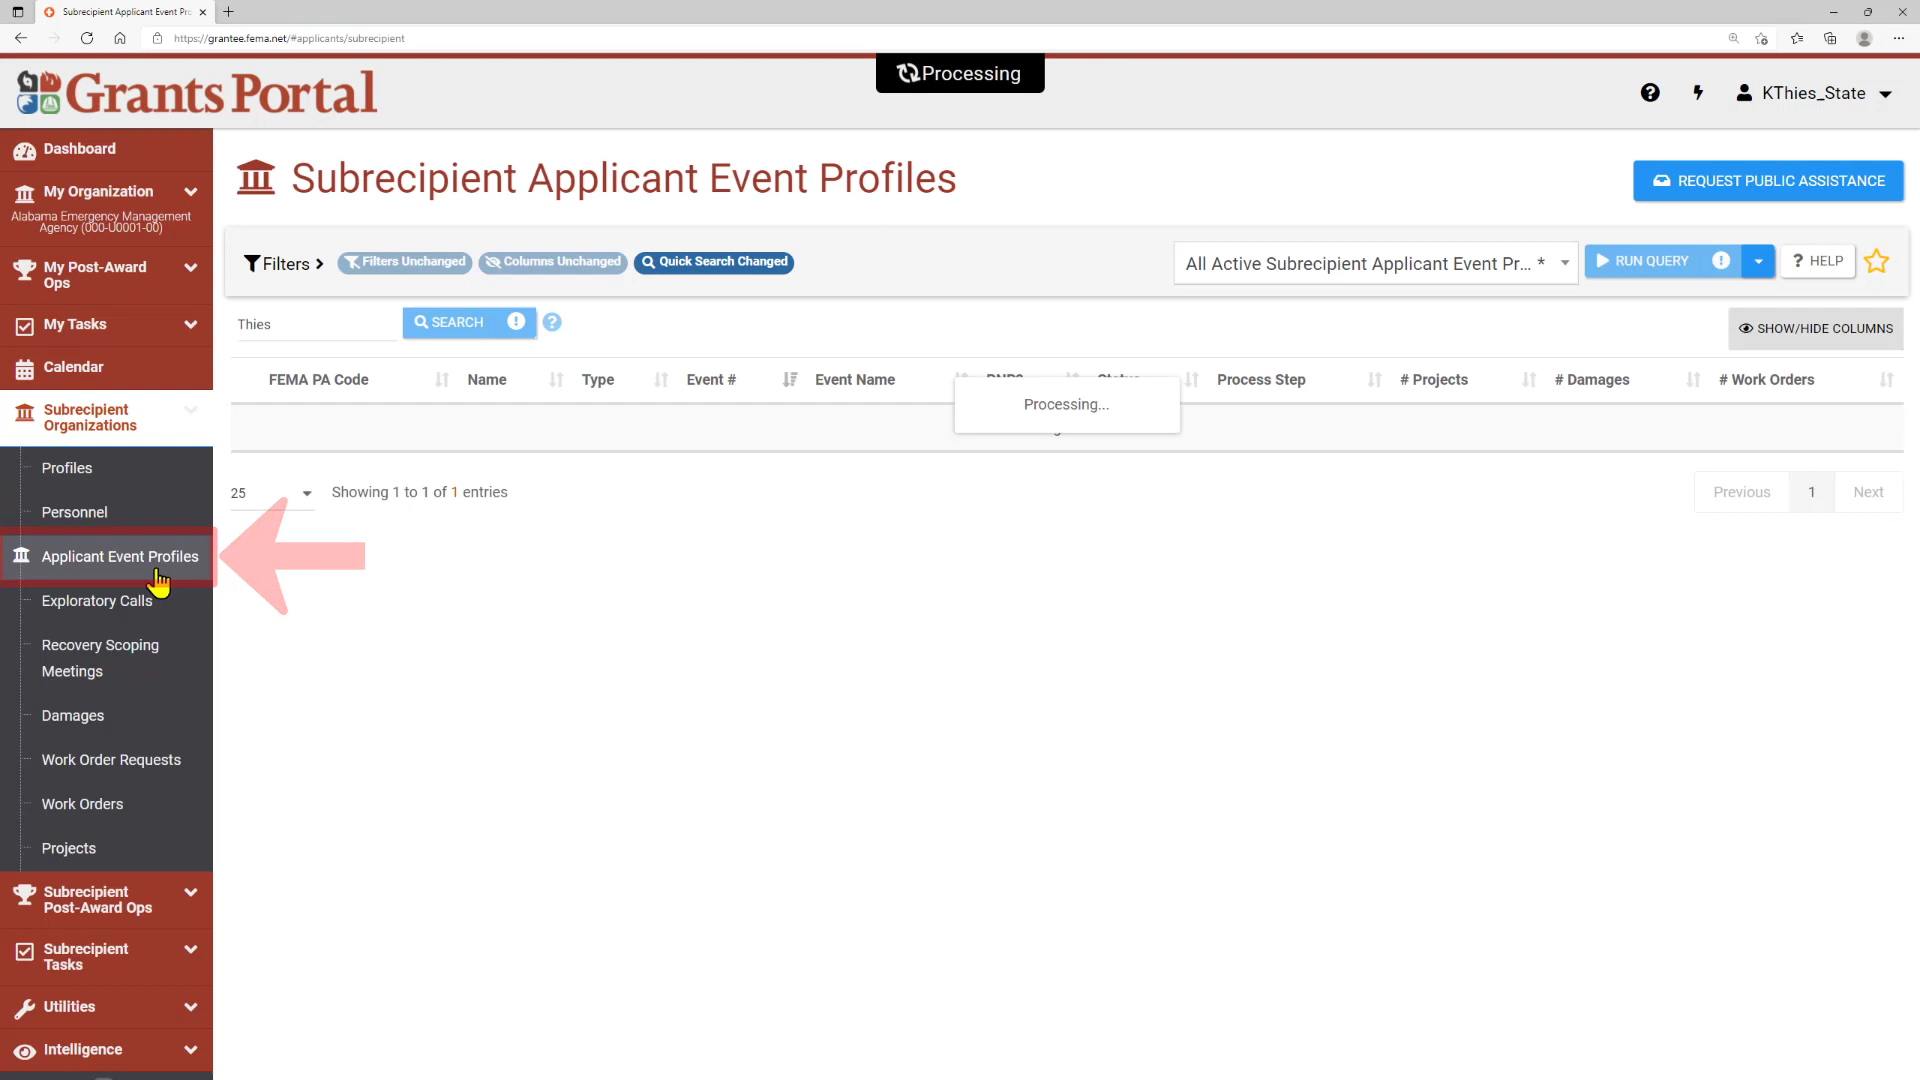 Subrecipient Applicant Event Pro
https://grantee.fema.net/#applicants/subrecipient
Processing
Grants Portal
KThies_State
Dashboard
My Organization
Alabama Emergency Management
Agency (000-U0001-00)
My Post-Award
Ops
My Tasks
Calendar
Subrecipient
Organizations
Profiles
Personnel
Applicant Event Profiles
Exploratory Calls
Recovery Scoping
Meetings
Damages
Work Order Requests
Work Orders
Projects
Subrecipient
Post-Award Ops
Subrecipient
Tasks
Utilities
Intelligence
Subrecipient Applicant Event Profiles
REQUEST PUBLIC ASSISTANCE
Filters
Filters Unchanged
Columns Unchanged
Quick Search Changed
All Active Subrecipient Applicant Event Pr... *
RUN QUERY
? HELP
Thies
SEARCH
SHOW/HIDE COLUMNS
FEMA PA Code Name Type Event # Event Name Status Process Step # Projects # Damages # Work Orders
Processing...
25
Showing 1 to 1 of 1 entries
Previous 1 Next